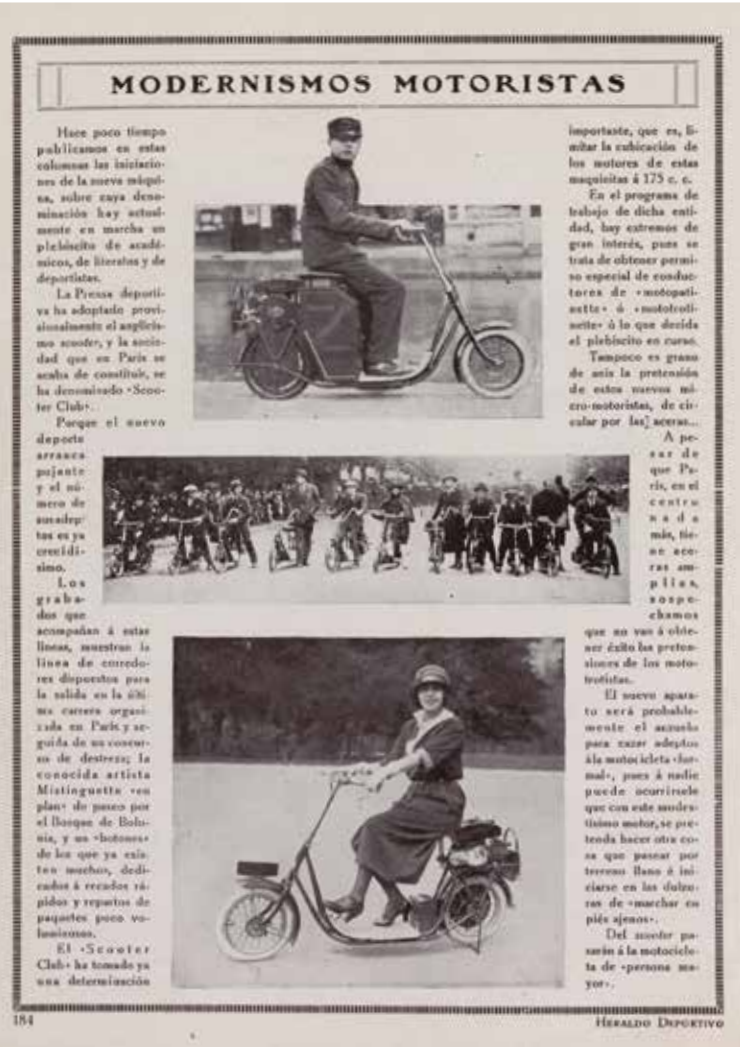 MODERNISMOS MOTORISTAS
Hace poco tiempo
publicamos en estas
columnas las iniciacio-
nes de la nueva máqui-
na, sobre cuya deno-
minación hay actual-
mente en marcha un
plebiscito de acadé-
micos, de literatos y de
deportistas.
La Prensa deporti-
va ha adoptado provi-
sionalmente el anglicis-
mo scooter, y la socie-
dad que en París se
acaba de constituir, se
ha denominado «Scoo-
ter Club»..
Porque el nuevo
deporte
arranca
pujante
y el nú-
mero de
sus adep-
tos es ya
crecidí-
simo.
Los
graba-
dos que
acompañan á estas
líneas, muestran la
línea de corredo-
res dispuestos para
la salida en la últi-
ma carrera organi-
zada en París y se-
guida de un concur-
so de destreza; la
conocida artista
Mistinguette «en
plan» de paseo por
el Bosque de Bolo-
nia, y un «botones»
de los que ya exis-
ten muchos, dedi-
cados á recados rá-
pidos y repartos de
paquetes poco vo-
luminosos.
El «Scooter
Club» ha tomado ya
una determinación
importante, que es, li-
mitar la cubicación de
los motores de estas
maquinitas á 175 c. c.
En el programa de
trabajo de dicha enti-
dad, hay extremos de
gran interés, pues se
trata de obtener permi-
so especial de conduc-
tores de «motopati-
nette» ó «mototroti-
nette» ó lo que decida
el plebiscito en curso.
Tampoco es grano
de anís la pretensión
de estos nuevos mi-
cro-motoristas, de cir-
cular por las] aceras...
A pe-
sar de
que Pa-
rís, en el
centro
nada
más, tie-
ne ace-
ras am-
plias,
sospe-
chamos
que no van á obte-
ner éxito las preten-
siones de los moto-
trotistas.
El nuevo apara-
to será probable-
mente el anzuelo
para cazar adeptos
á la motocicleta «for-
mal», pues á nadie
puede ocurrírsele
que con este modes-
tísimo motor, se pre-
tenda hacer otra co-
sa que pasear por
terreno llano é ini-
ciarse en las dulzu-
ras de «marchar en
piés ajenos».
Del scooter pa-
sarán á la motocicle-
ta de «persona ma-
yor».
184
HERALDO DEPORTIVO